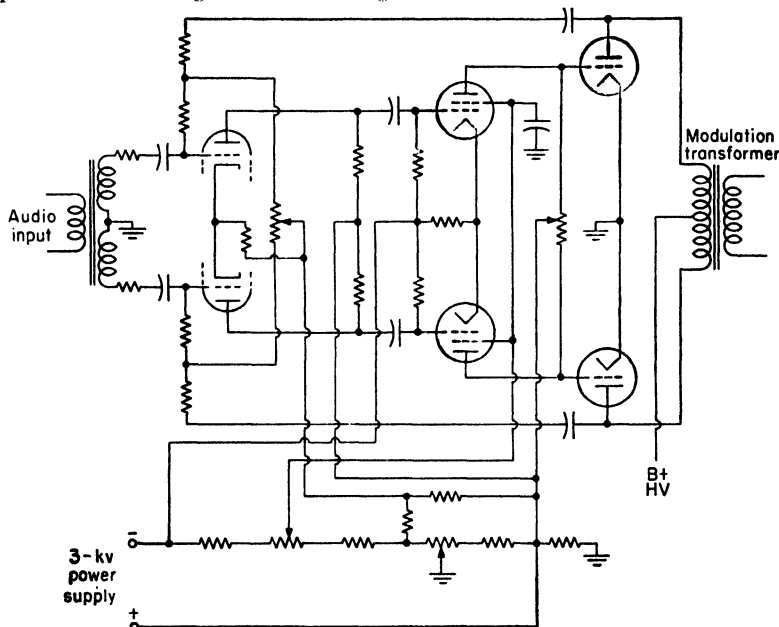 Audio
input
Modulation
transformer
B+
HV
−
3-kv
power
supply
+